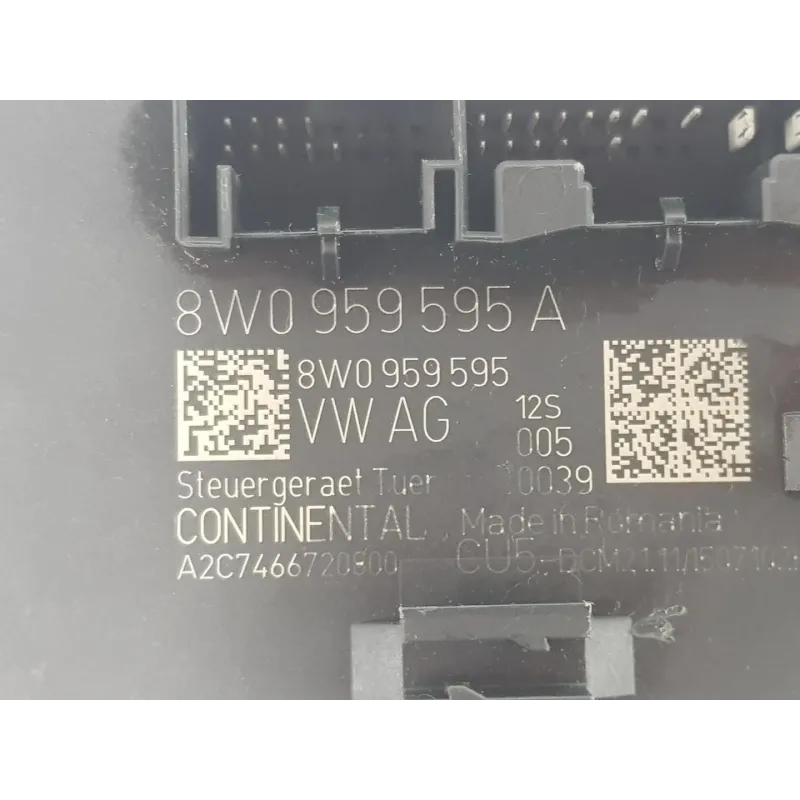 8W0 959 595 A
8W0 959 595
VW AG
12S
005
Steuergeraet Tuer 0039
CONTINENTAL Made in Romania
A2C7466720800 CU5-